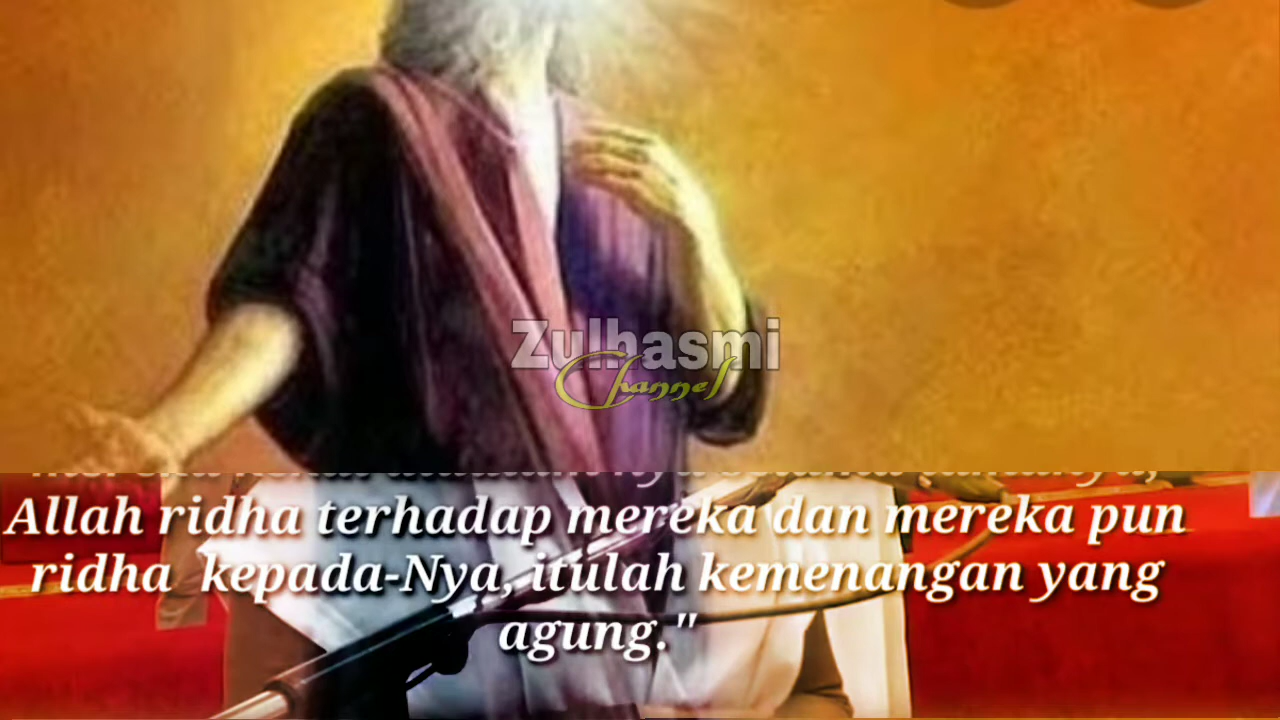 Zulhasmi
Channel
Allah ridha terhadap mereka dan mereka pun
ridha kepada-Nya, itulah kemenangan yang
agung."